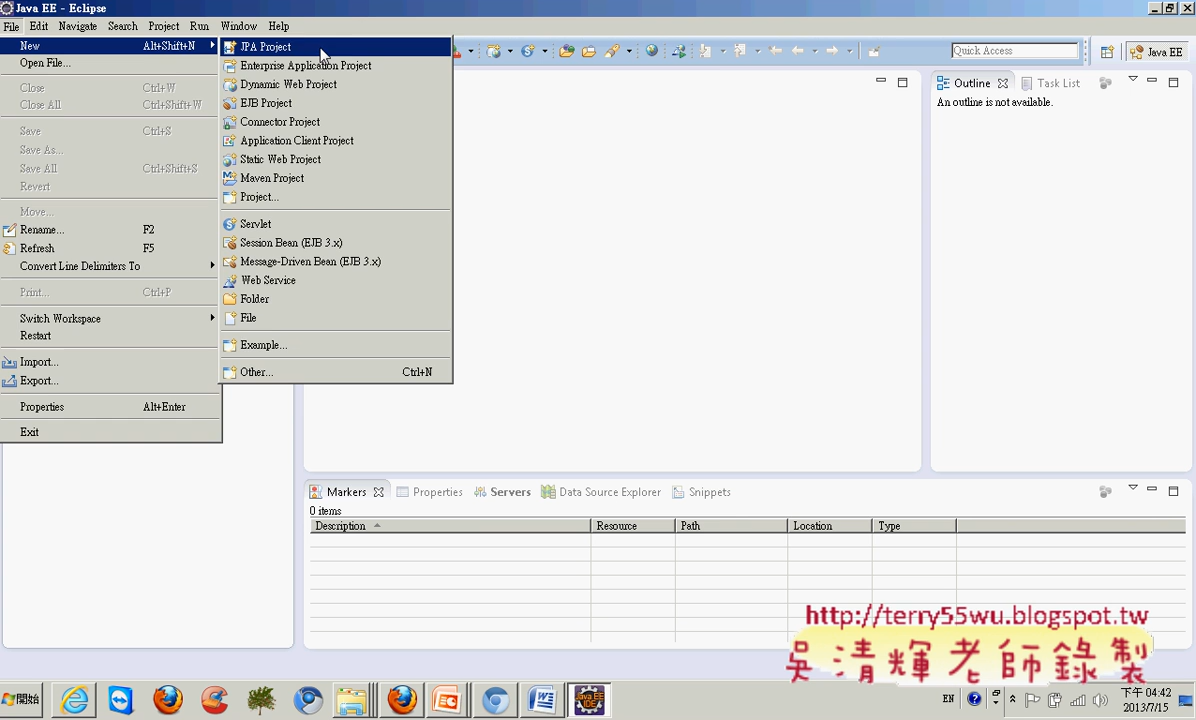 Java EE - Eclipse
File Edit Navigate Search Project Run Window Help
New Alt+Shift+N
Open File...
Close Ctrl+W
Close All Ctrl+Shift+W
Save Ctrl+S
Save As...
Save All Ctrl+Shift+S
Revert
Move...
Rename... F2
Refresh F5
Convert Line Delimiters To
Print... Ctrl+P
Switch Workspace
Restart
Import...
Export...
Properties Alt+Enter
Exit
JPA Project
Enterprise Application Project
Dynamic Web Project
EJB Project
Connector Project
Application Client Project
Static Web Project
Maven Project
Project...
Servlet
Session Bean (EJB 3.x)
Message-Driven Bean (EJB 3.x)
Web Service
Folder
File
Example...
Other... Ctrl+N
Quick Access
Java EE
Outline Task List
An outline is not available.
Markers Properties Servers Data Source Explorer Snippets
0 items
Description Resource Path Location Type
http://terry55wu.blogspot.tw
吳清輝老師錄製
開始
EN
下午 04:42
2013/7/15